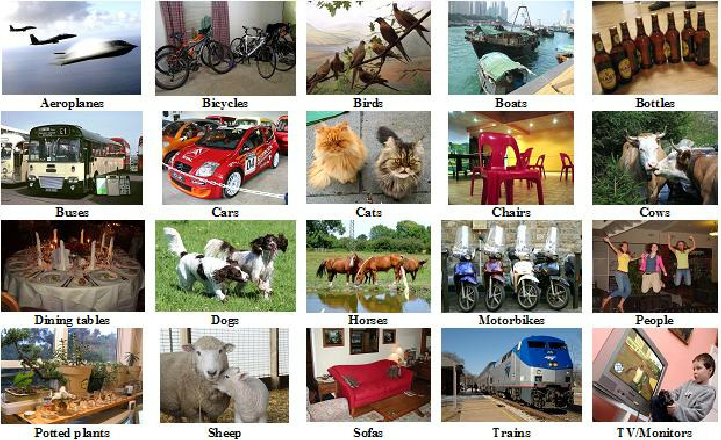 Aeroplanes
Bicycles
Birds
Boats
Bottles
Buses
Cars
Cats
Chairs
Cows
Dining tables
Dogs
Horses
Motorbikes
People
Potted plants
Sheep
Sofas
Trains
TV/Monitors